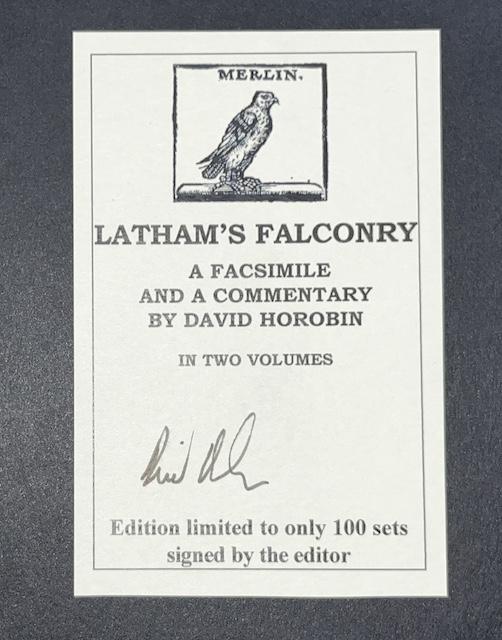 MERLIN.
LATHAM'S FALCONRY
A FACSIMILE
AND A COMMENTARY
BY DAVID HOROBIN
IN TWO VOLUMES
Edition limited to only 100 sets
signed by the editor